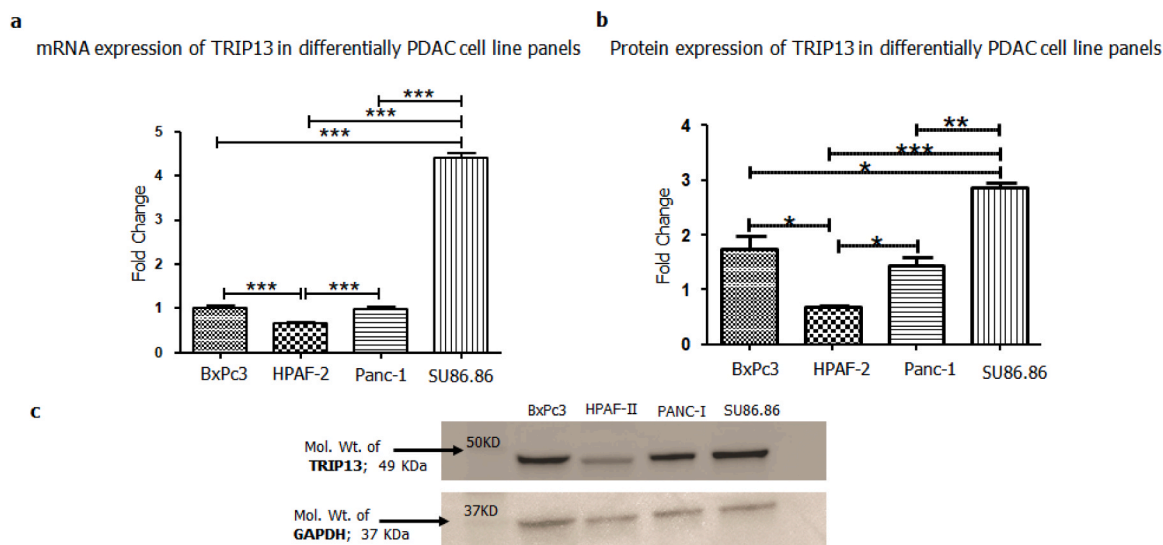 a
mRNA expression of TRIP13 in differentially PDAC cell line panels
***
***
***
5
4
3
2
1
0
Fold Change
***
***
BxPc3 HPAF-2 Panc-1 SU86.86
b
Protein expression of TRIP13 in differentially PDAC cell line panels
**
***
*
4
3
2
1
0
Fold Change
*
*
BxPc3 HPAF-2 Panc-1 SU86.86
c
BxPc3 HPAF-II PANC-I SU86.86
Mol. Wt. of
TRIP13; 49 KDa
50KD
Mol. Wt. of
GAPDH; 37 KDa
37KD